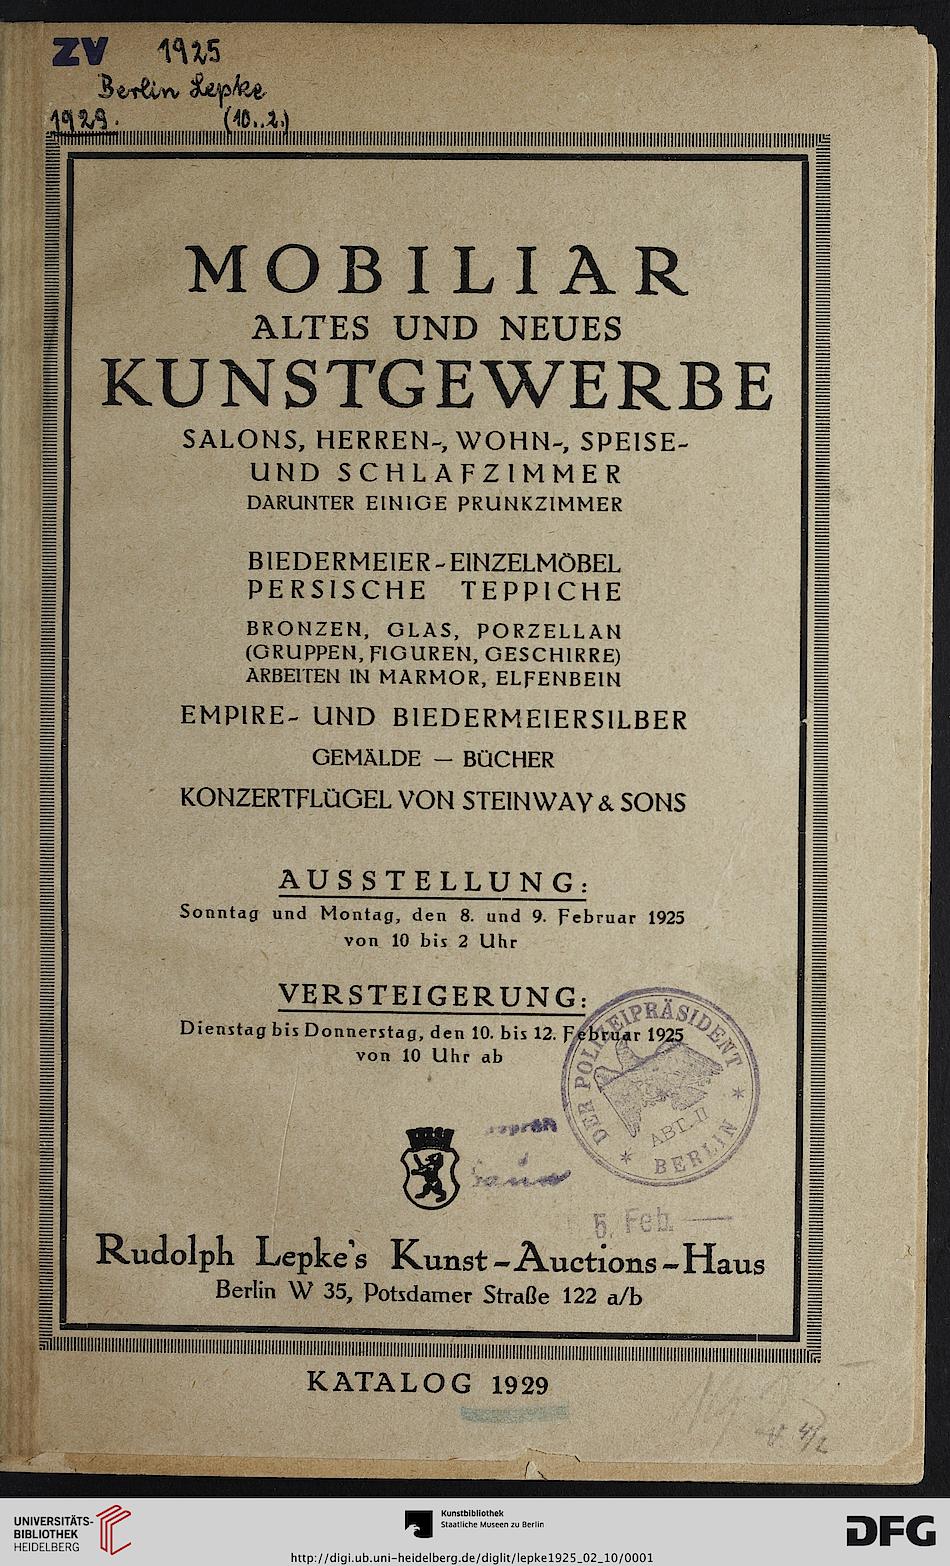 ZV 1925
Berlin Lepke
1929. (10..2.)
MOBILIAR
ALTES UND NEUES
KUNSTGEWERBE
SALONS, HERREN-, WOHN-, SPEISE-
UND SCHLAFZIMMER
DARUNTER EINIGE PRUNKZIMMER
BIEDERMEIER-EINZELMÖBEL
PERSISCHE TEPPICHE
BRONZEN, GLAS, PORZELLAN
(GRUPPEN, FIGUREN, GESCHIRRE)
ARBEITEN IN MARMOR, ELFENBEIN
EMPIRE- UND BIEDERMEIERSILBER
GEMÄLDE — BÜCHER
KONZERTFLÜGEL VON STEINWAY & SONS
AUSSTELLUNG:
Sonntag und Montag, den 8. und 9. Februar 1925
von 10 bis 2 Uhr
VERSTEIGERUNG:
Dienstag bis Donnerstag, den 10. bis 12. Februar 1925
von 10 Uhr ab
DER POLIZEIPRÄSIDENT
ABT. II
* BERLIN *
5. Feb.
Rudolph Lepke's Kunst-Auctions-Haus
Berlin W 35, Potsdamer Straße 122 a/b
KATALOG 1929
UNIVERSITÄTS-
BIBLIOTHEK
HEIDELBERG
Kunstbibliothek
Staatliche Museen zu Berlin
DFG
http://digi.ub.uni-heidelberg.de/diglit/lepke1925_02_10/0001